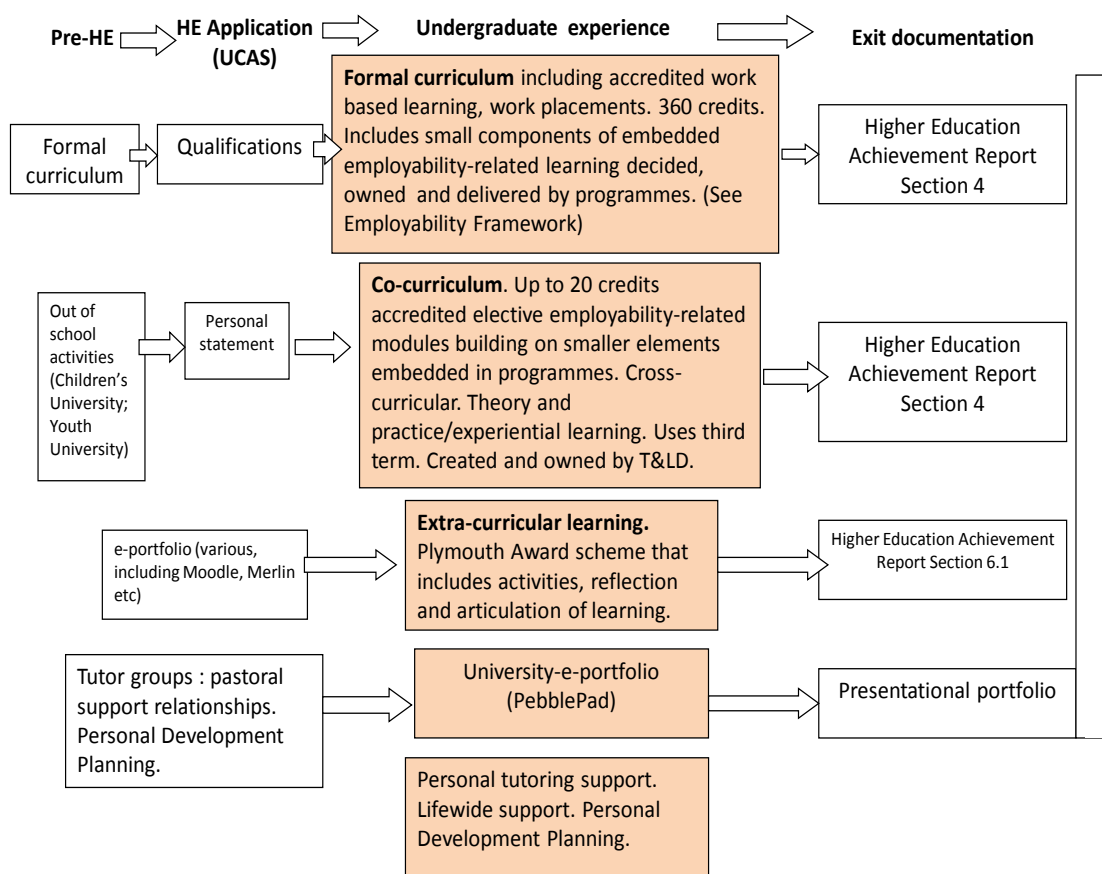 Pre-HE
HE Application
(UCAS)
Undergraduate experience
Exit documentation
Formal
curriculum
Qualifications
Formal curriculum including accredited work
based learning, work placements. 360 credits.
Includes small components of embedded
employability-related learning decided,
owned and delivered by programmes. (See
Employability Framework)
Higher Education
Achievement Report
Section 4
Out of
school
activities
(Children’s
University;
Youth
University)
Personal
statement
Co-curriculum. Up to 20 credits
accredited elective employability-related
modules building on smaller elements
embedded in programmes. Cross-
curricular. Theory and
practice/experiential learning. Uses third
term. Created and owned by T&LD.
Higher Education
Achievement Report
Section 4
e-portfolio (various,
including Moodle, Merlin
etc)
Extra-curricular learning.
Plymouth Award scheme that
includes activities, reflection
and articulation of learning.
Higher Education Achievement
Report Section 6.1
Tutor groups : pastoral
support relationships.
Personal Development
Planning.
University-e-portfolio
(PebblePad)
Presentational portfolio
Personal tutoring support.
Lifewide support. Personal
Development Planning.